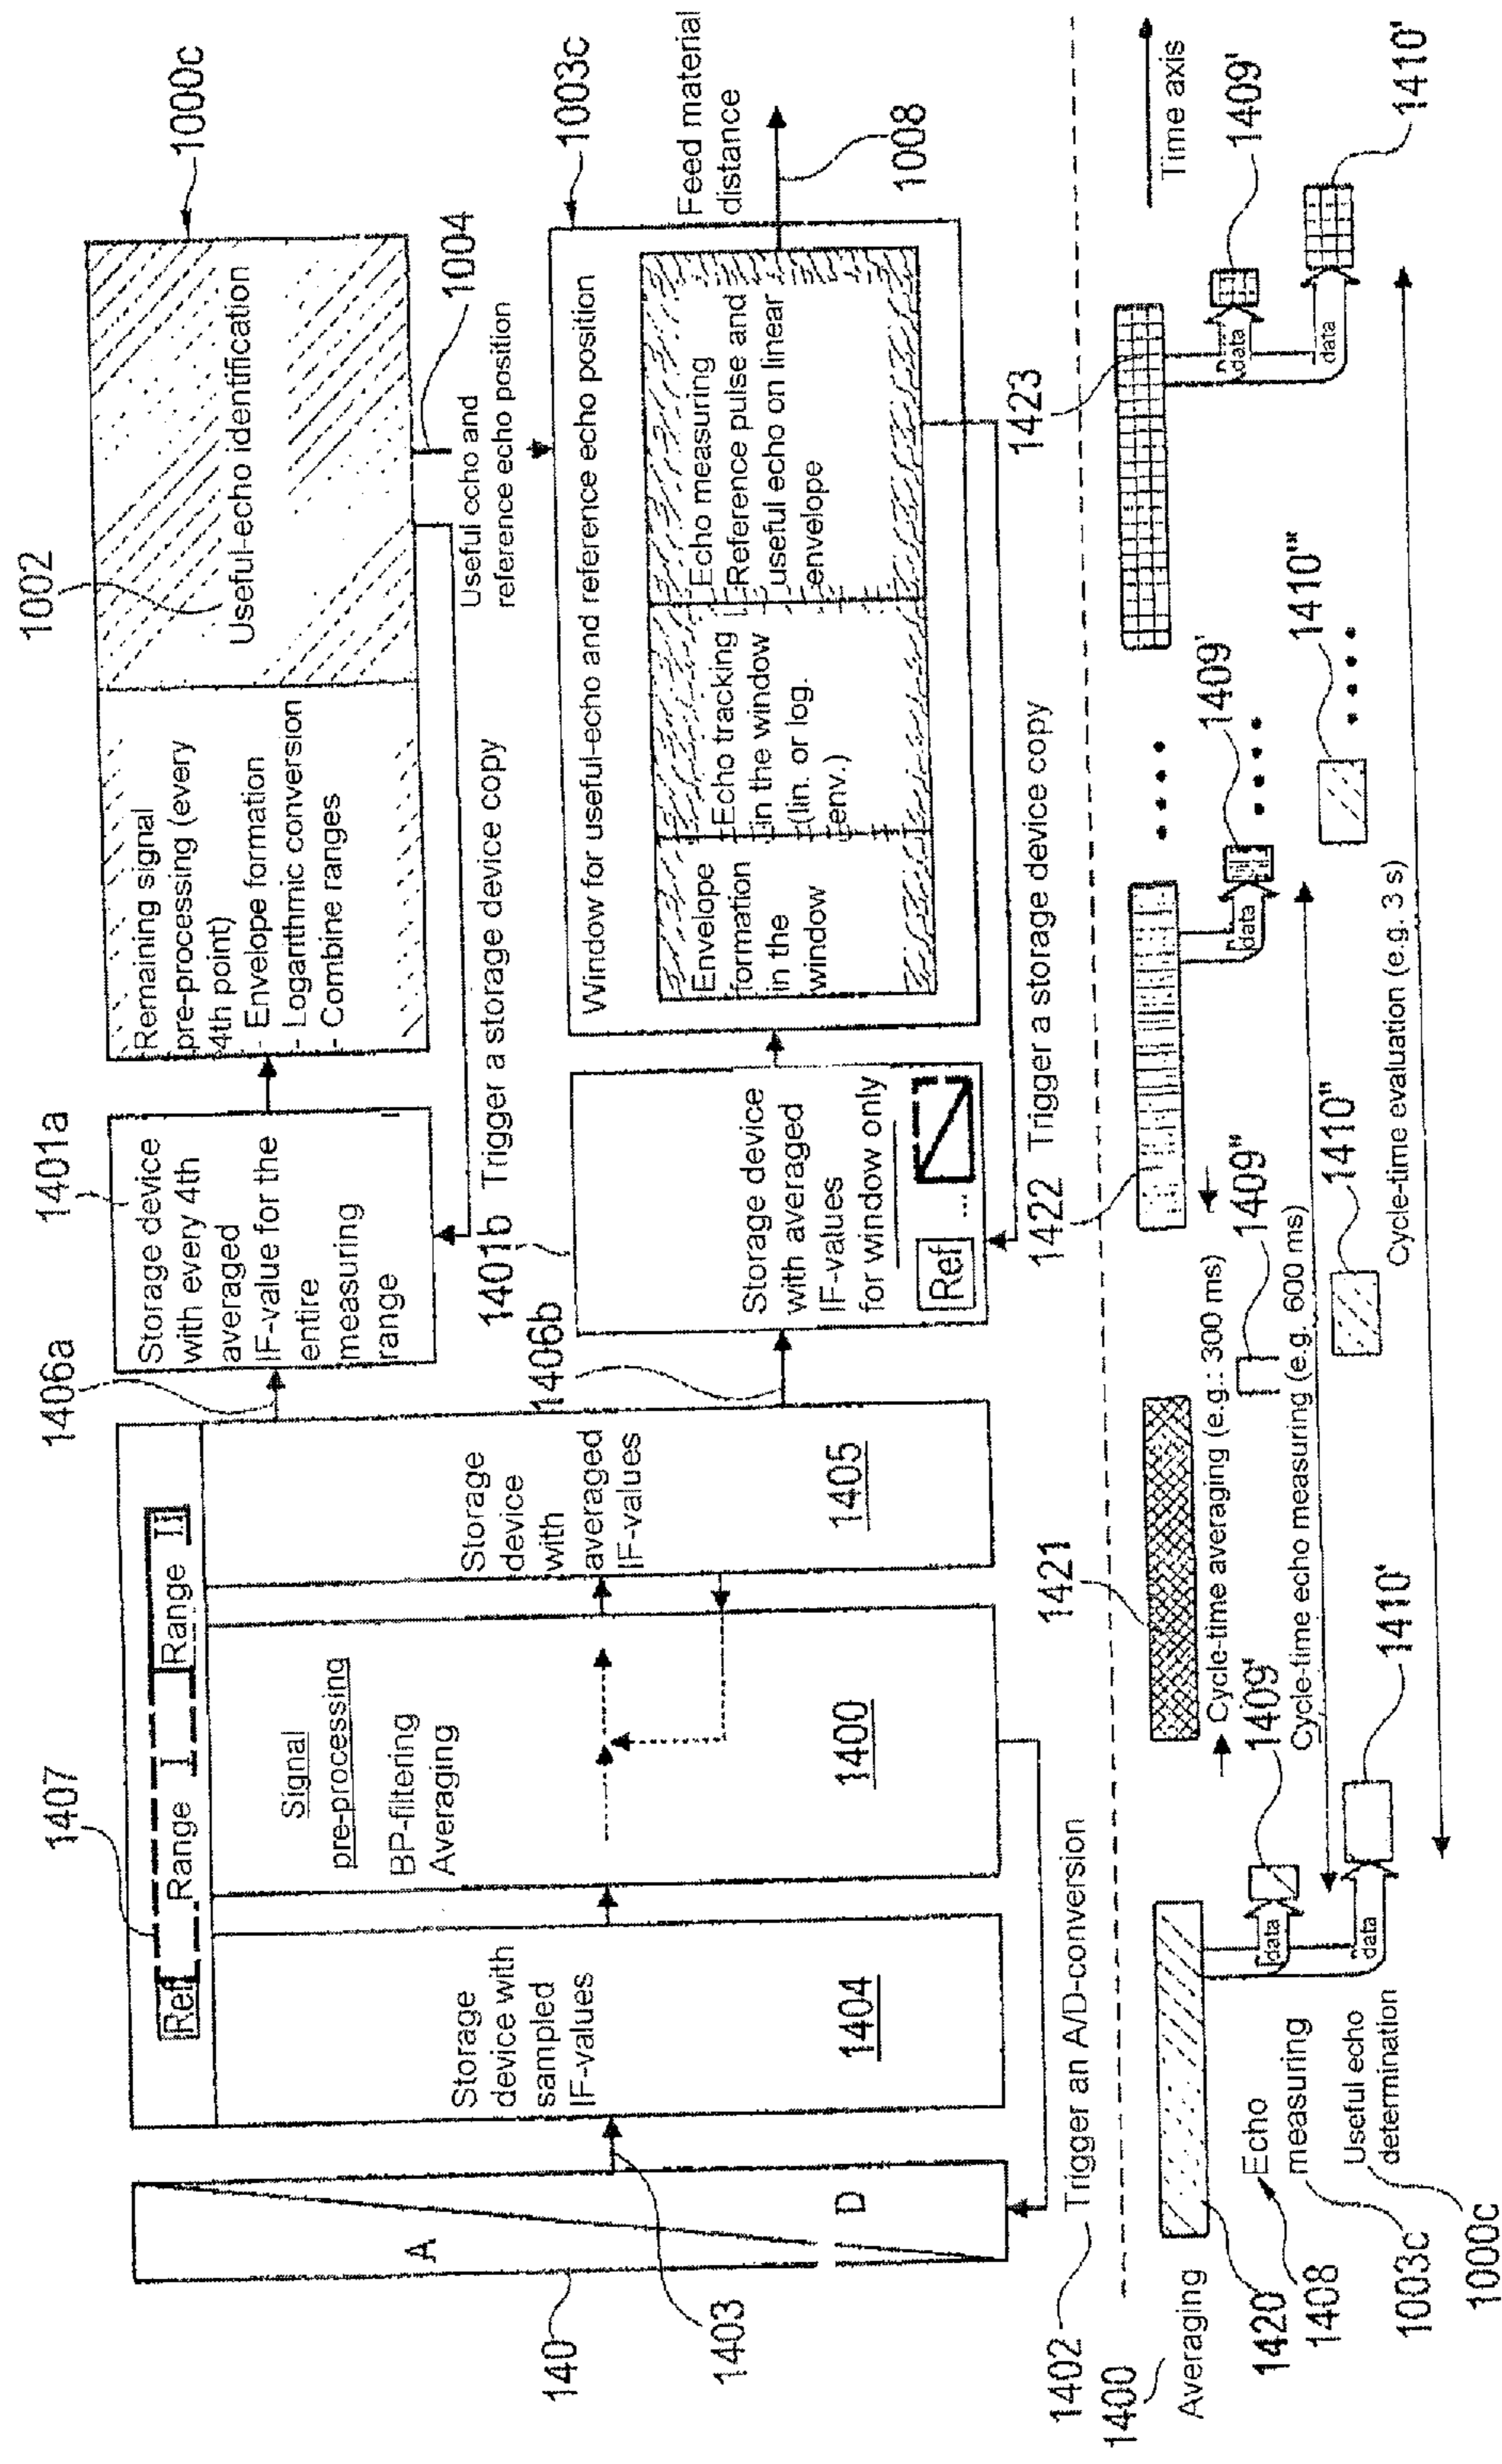 1407
Ref
Range I
Range II
140
A
D
1403
Storage
device with
sampled
IF-values
1404
Signal
pre-processing
BP-filtering
Averaging
1400
Storage
device
with
averaged
IF-values
1405
1402
Trigger an A/D-conversion
1406a
1401a
Storage device
with every 4th
averaged
IF-value for the
entire
measuring
range
1002
1000c
Remaining signal
pre-processing (every
4th point)
- Envelope formation
- Logarithmic conversion
- Combine ranges
Useful-echo identification
Trigger a storage device copy
1004
Useful echo and
reference echo position
1406b
1401b
Storage device
with averaged
IF-values
for window only
Ref
...
1003c
Window for useful-echo and reference echo position
Envelope
formation
in the
window
Echo tracking
in the window
(lin. or log.
env.)
Echo measuring
Reference pulse and
useful echo on linear
envelope
Feed material
distance
1008
Trigger a storage device copy
1400
Averaging
1420
1421
1422
1423
Time axis
1408
Echo
measuring
1003c
Useful echo
determination
1000c
data
data
1409'
1410'
Cycle-time averaging (e.g.: 300 ms)
1409"
Cycle-time echo measuring (e.g. 600 ms)
1410"
data
1409'
1410'"
Cycle-time evaluation (e.g. 3 s)
data
data
1409'
1410'